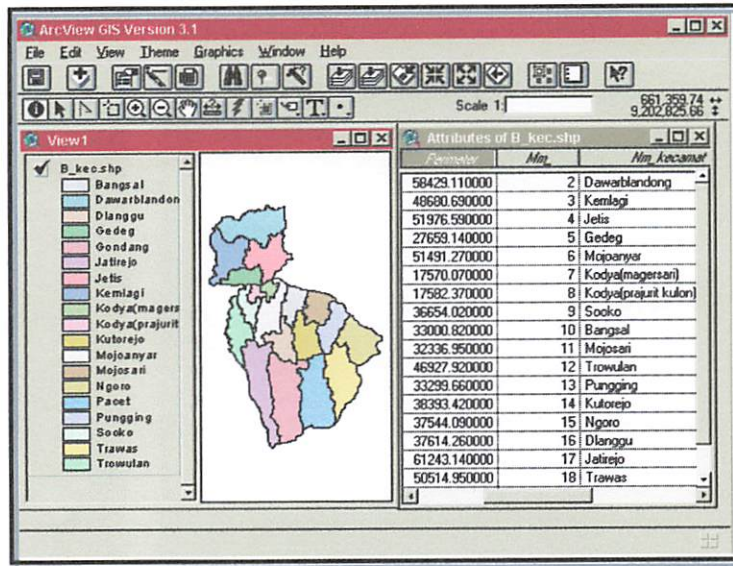 ArcView GIS Version 3.1
File Edit View Theme Graphics Window Help
Scale 1:
661,359.74
9,202,825.66
View1
B_kec.shp
Bangsal
Dawarblandon
Dlanggu
Gedeg
Gondang
Jatirejo
Jetis
Kemlagi
Kodya(magers
Kodya(prajurit
Kutorejo
Mojoanyar
Mojosari
Ngoro
Pacet
Pungging
Sooko
Trawas
Trowulan
Attributes of B_kec.shp
Perimeter Mm_ Nm_kecamat
58429.110000 2 Dawarblandong
48680.690000 3 Kemlagi
51976.590000 4 Jetis
27659.140000 5 Gedeg
51491.270000 6 Mojoanyar
17570.070000 7 Kodya(magersari)
17582.370000 8 Kodya(prajurit kulon)
36654.020000 9 Sooko
33000.820000 10 Bangsal
32336.950000 11 Mojosari
46927.920000 12 Trowulan
33299.660000 13 Pungging
38393.420000 14 Kutorejo
37544.090000 15 Ngoro
37614.260000 16 Dlanggu
61243.140000 17 Jatirejo
50514.950000 18 Trawas